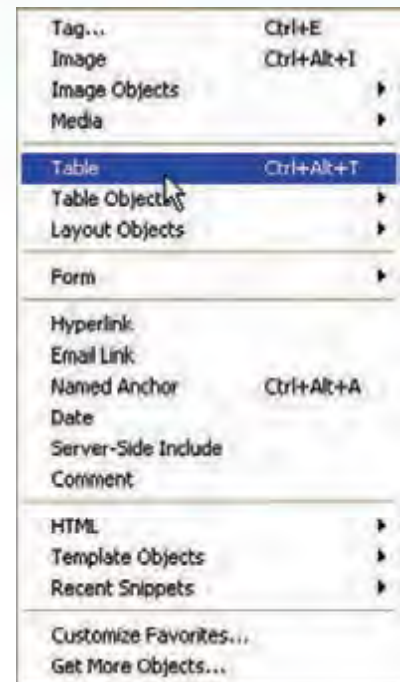 Tag... Ctrl+E
Image Ctrl+Alt+I
Image Objects
Media
Table Ctrl+Alt+T
Table Objects
Layout Objects
Form
Hyperlink
Email Link
Named Anchor Ctrl+Alt+A
Date
Server-Side Include
Comment
HTML
Template Objects
Recent Snippets
Customize Favorites...
Get More Objects...